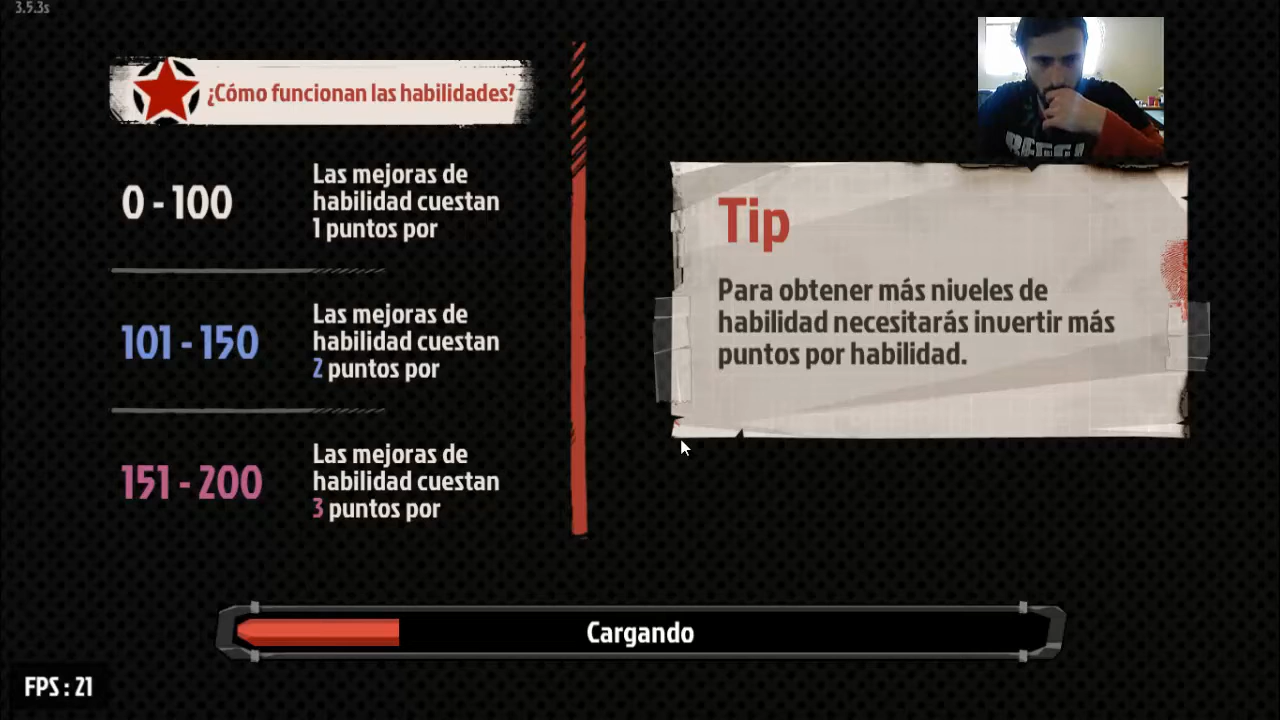 3.5.3s
¿Cómo funcionan las habilidades?
0 - 100
Las mejoras de
habilidad cuestan
1 puntos por
101 - 150
Las mejoras de
habilidad cuestan
2 puntos por
151 - 200
Las mejoras de
habilidad cuestan
3 puntos por
Tip
Para obtener más niveles de
habilidad necesitarás invertir más
puntos por habilidad.
Cargando
FPS : 21